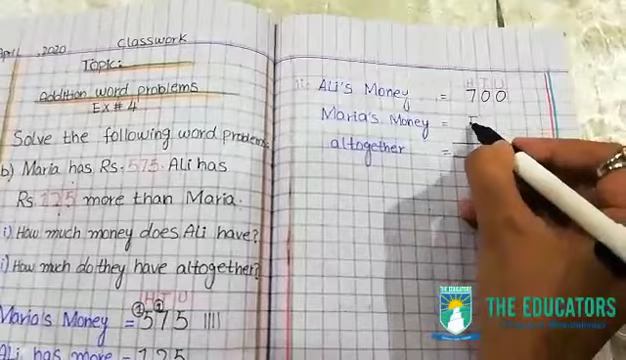 April ,2020 Classwork
Topic:
Addition word problems
Ex # 4
Solve the following word problems
b) Maria has Rs. 575. Ali has
Rs 125 more than Maria.
i) How much money does Ali have?
i) How much do they have altogether?
H T U
Maria's Money = 575
Ali has more = 125
H T U
ii- Ali's Money = 700
Maria's Money =
altogether =
THE EDUCATORS
THE EDUCATORS